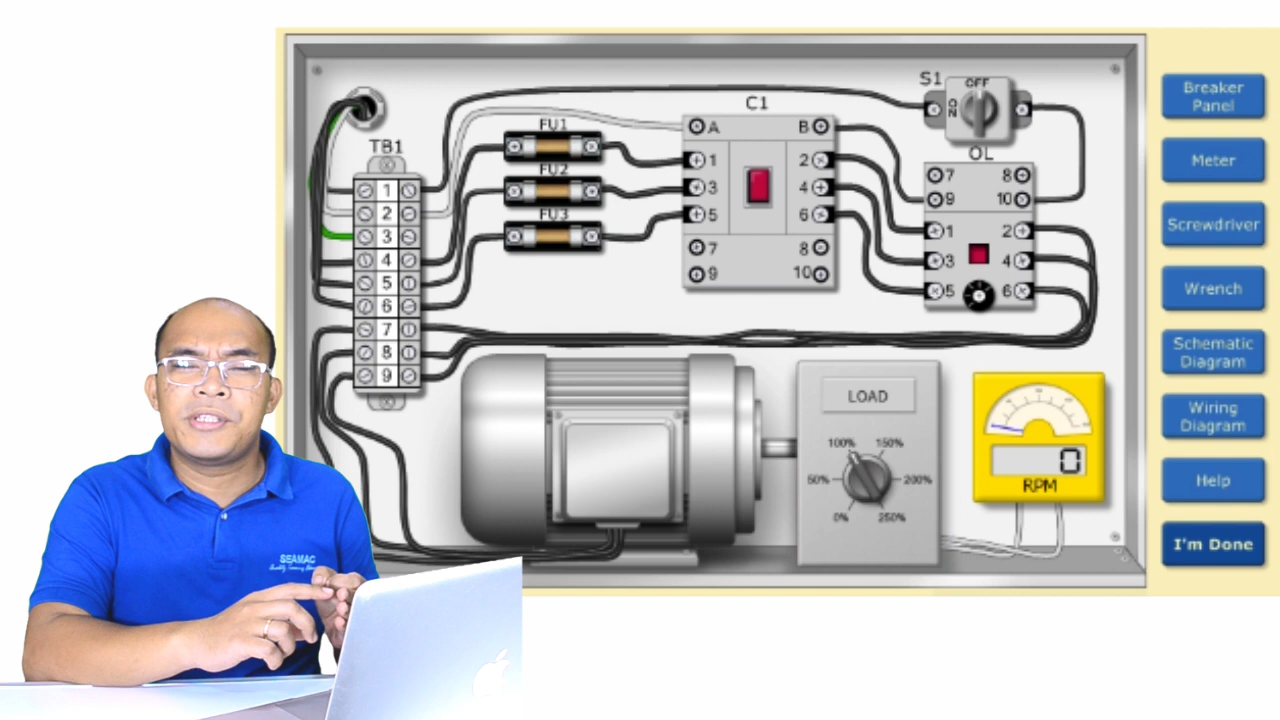 S1
OFF
ON
C1
A
B
1
2
3
4
5
6
7
8
9
10
OL
7
8
9
10
1
2
3
4
5
6
FU1
FU2
FU3
TB1
1
2
3
4
5
6
7
8
9
LOAD
100%
150%
50%
200%
0%
250%
0
RPM
Breaker
Panel
Meter
Screwdriver
Wrench
Schematic
Diagram
Wiring
Diagram
Help
I'm Done
SEAMAC